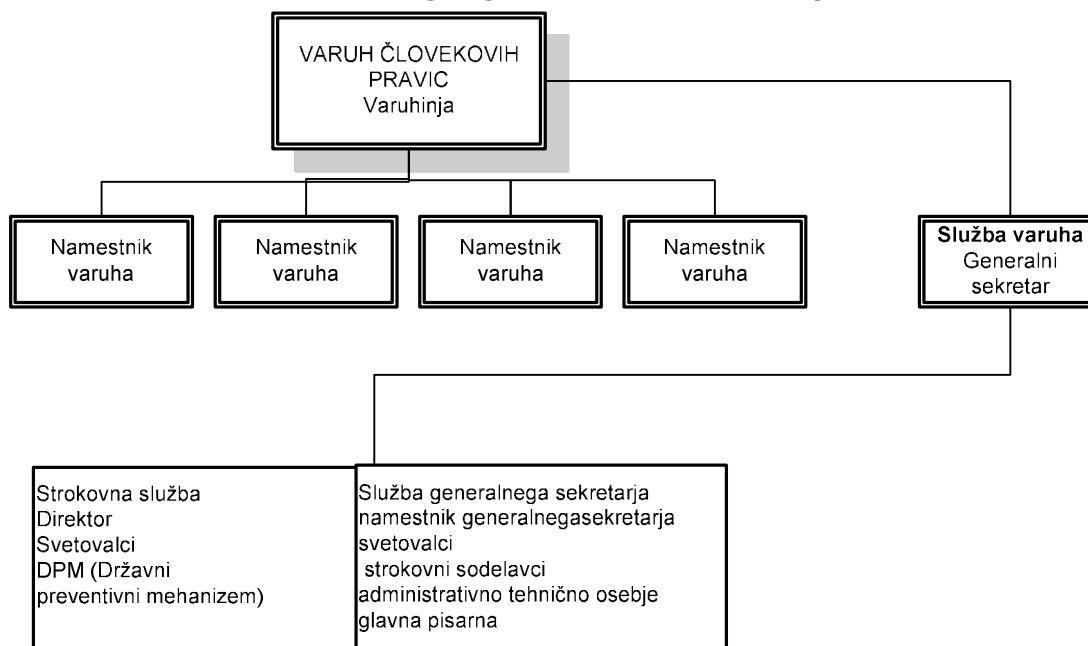 VARUH ČLOVEKOVIH
PRAVIC
Varuhinja
Namestnik
varuha
Namestnik
varuha
Namestnik
varuha
Namestnik
varuha
Služba varuha
Generalni
sekretar
Strokovna služba
Direktor
Svetovalci
DPM (Državni
preventivni mehanizem)
Služba generalnega sekretarja
namestnik generalnegasekretarja
svetovalci
strokovni sodelavci
administrativno tehnično osebje
glavna pisarna